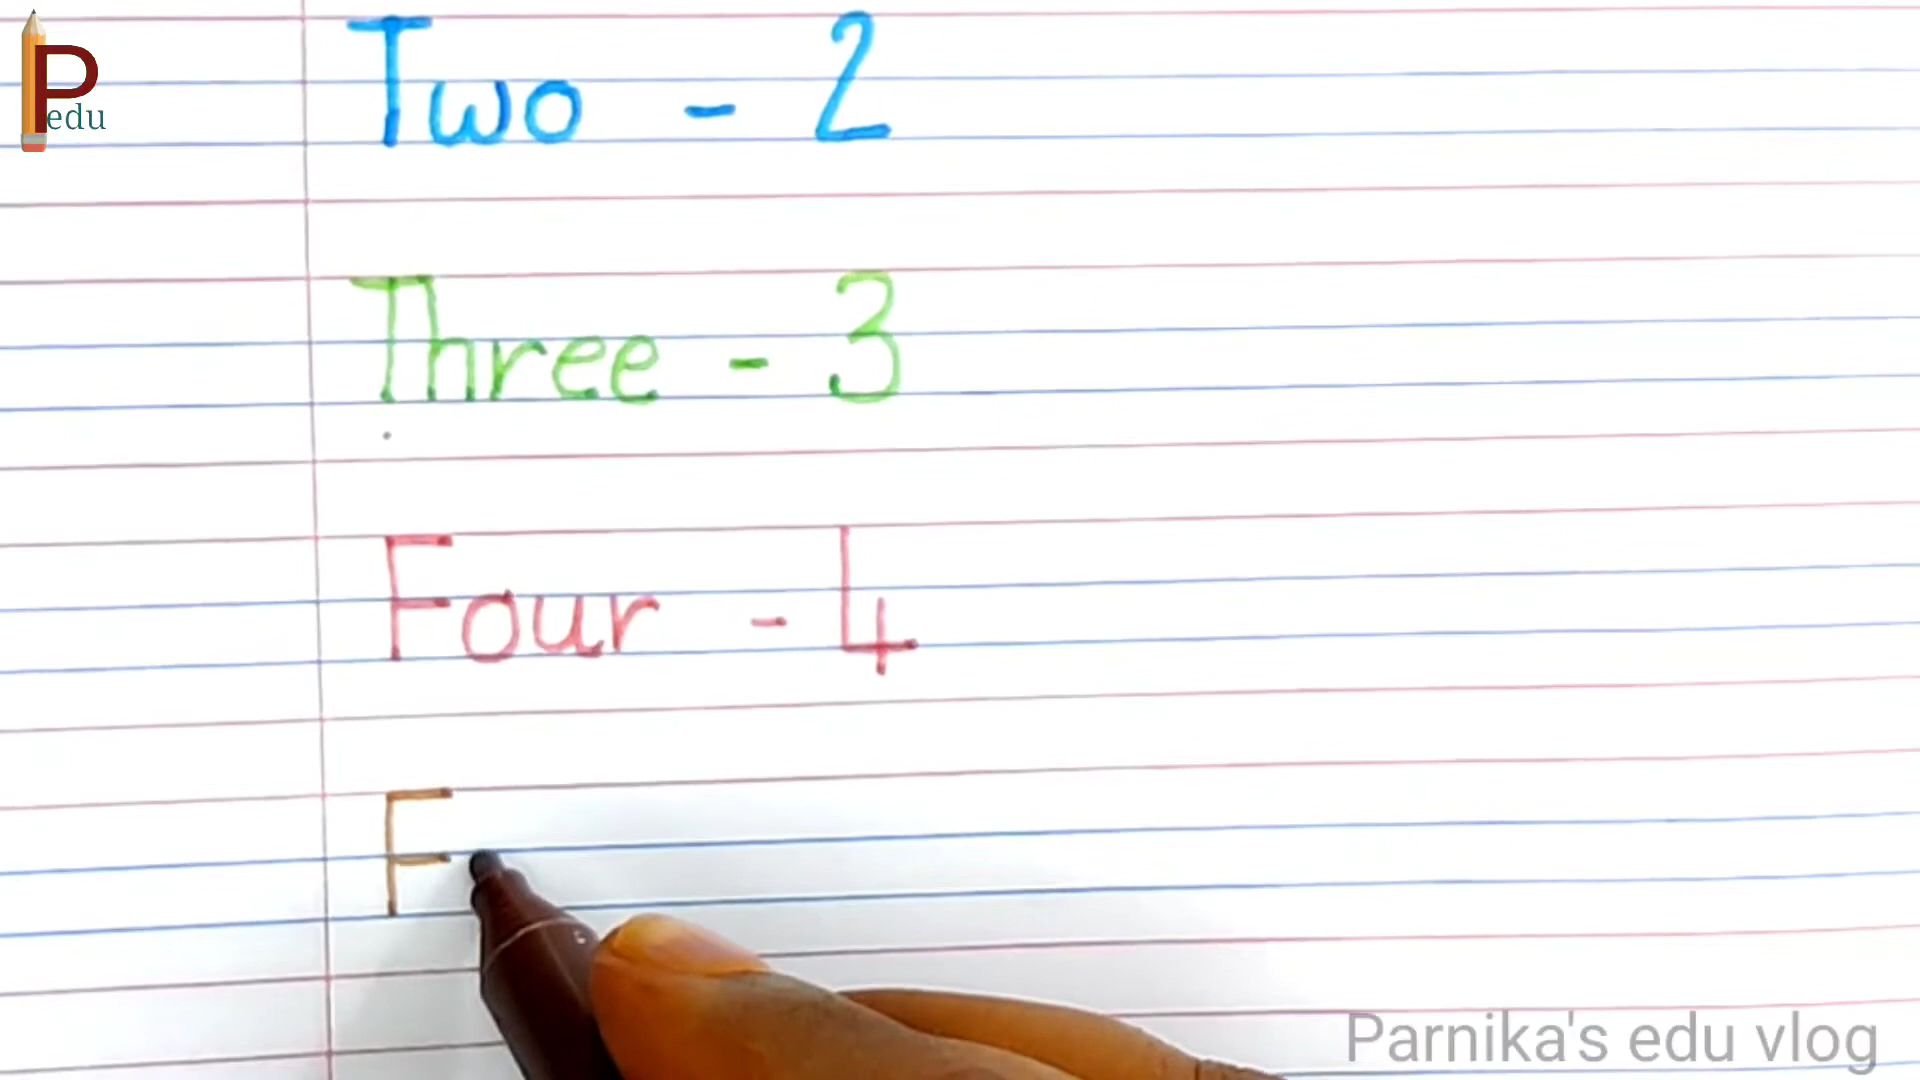 P
edu
Two - 2
Three - 3
Four - 4
F
Parnika's edu vlog